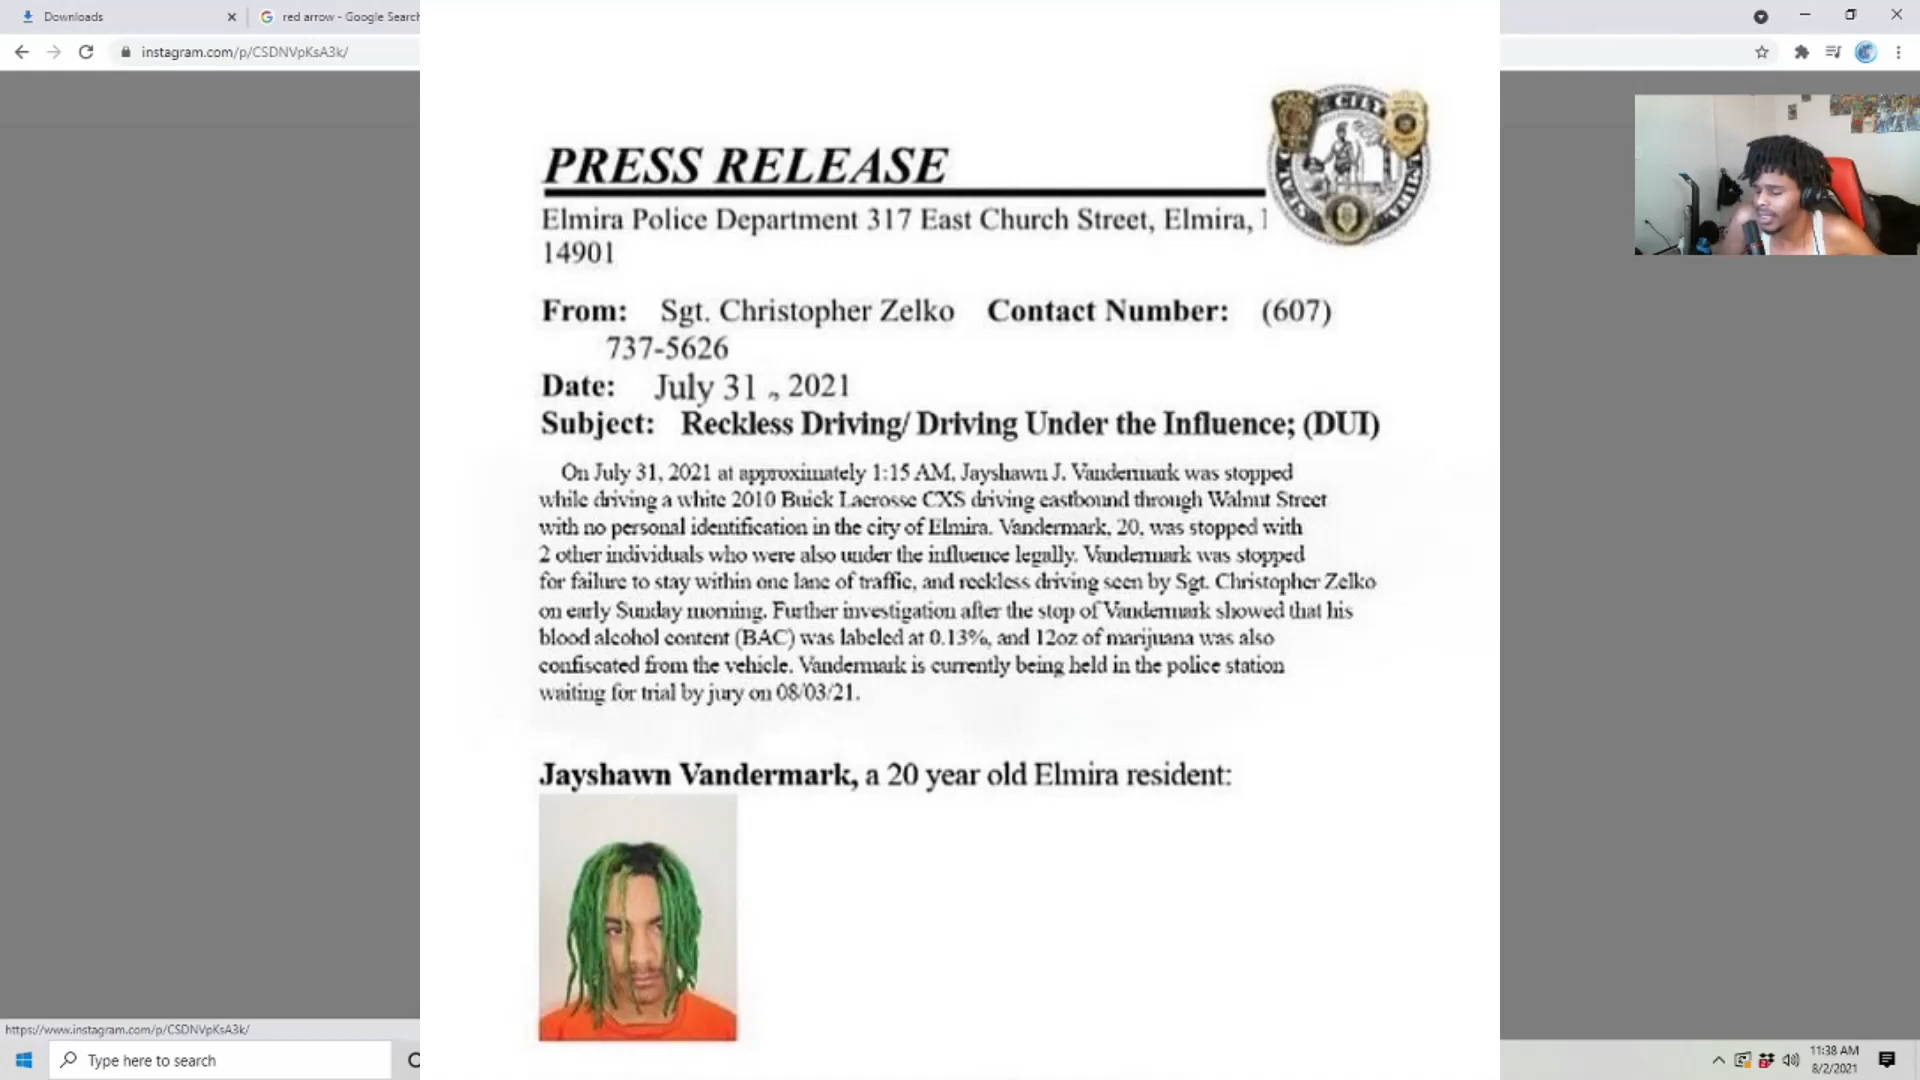 Downloads
red arrow - Google Search
instagram.com/p/CSDNVpKsA3k/
PRESS RELEASE
CITY
Elmira Police Department 317 East Church Street, Elmira,
14901
From: Sgt. Christopher Zelko Contact Number: (607)
737-5626
Date: July 31 , 2021
Subject: Reckless Driving/ Driving Under the Influence; (DUI)
On July 31, 2021 at approximately 1:15 AM, Jayshawn J. Vandermark was stopped
while driving a white 2010 Buick Lacrosse CXS driving eastbound through Walnut Street
with no personal identification in the city of Elmira. Vandermark, 20, was stopped with
2 other individuals who were also under the influence legally. Vandermark was stopped
for failure to stay within one lane of traffic, and reckless driving seen by Sgt. Christopher Zelko
on early Sunday morning. Further investigation after the stop of Vandermark showed that his
blood alcohol content (BAC) was labeled at 0.13%, and 12oz of marijuana was also
confiscated from the vehicle. Vandermark is currently being held in the police station
waiting for trial by jury on 08/03/21.
Jayshawn Vandermark, a 20 year old Elmira resident:
https://www.instagram.com/p/CSDNVpKsA3k/
Type here to search
11:38 AM
8/2/2021